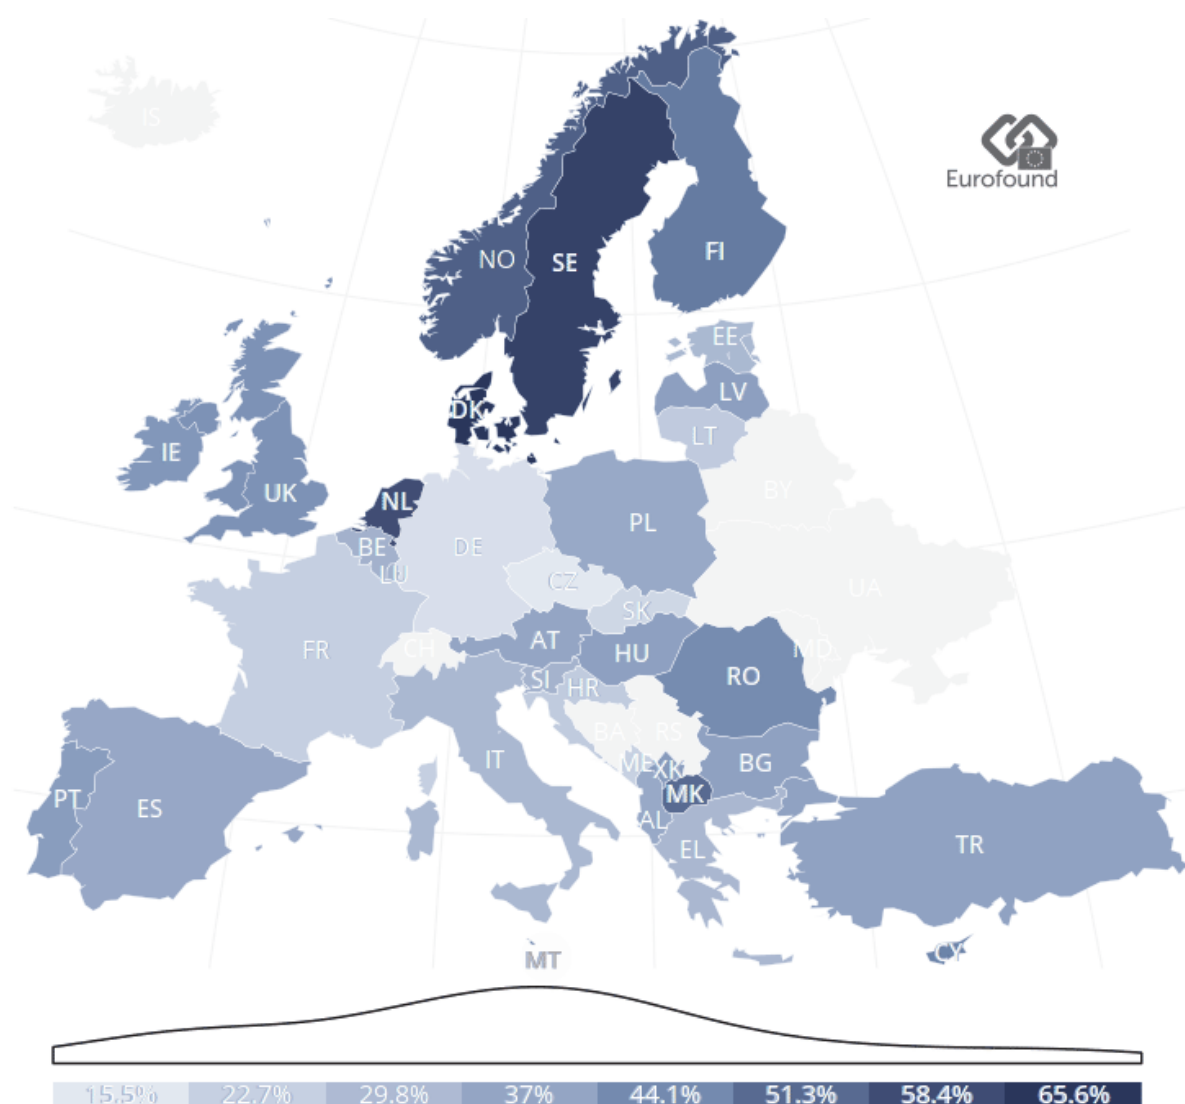 IS
Eurofound
NO
SE
FI
EE
LV
DK
LT
IE
UK
NL
BY
PL
BE
DE
LU
CZ
UA
SK
AT
FR
CH
HU
MD
RO
SI
HR
BA
RS
IT
ME
XK
BG
MK
PT
ES
AL
EL
TR
CY
MT
15.5% 22.7% 29.8% 37% 44.1% 51.3% 58.4% 65.6%